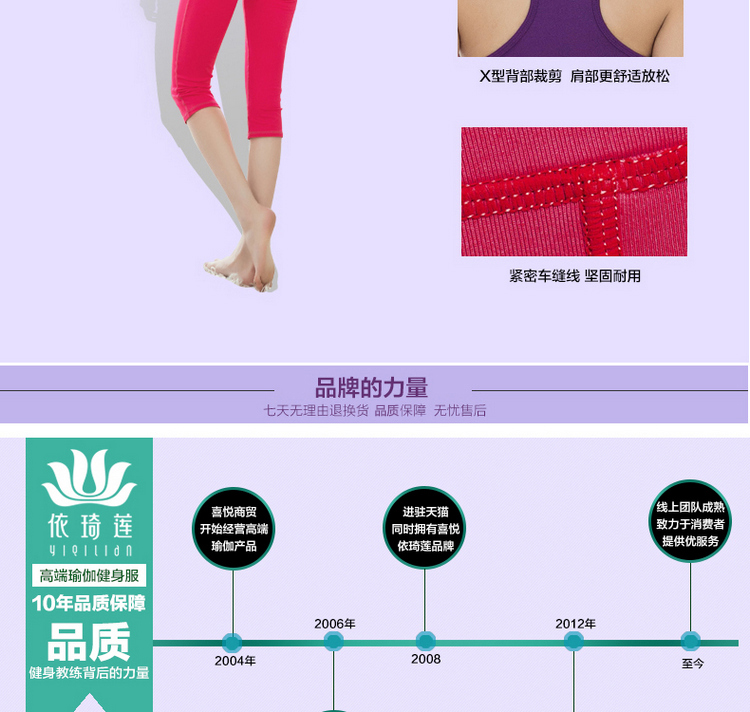 X型背部裁剪 肩部更舒适放松
紧密车缝线 坚固耐用
品牌的力量
七天无理由退换货 品质保障 无忧售后
依琦莲
YIQILIAN
高端瑜伽健身服
10年品质保障
品质
健身教练背后的力量
喜悦商贸
开始经营高端
瑜伽产品
进驻天猫
同时拥有喜悦
依琦莲品牌
线上团队成熟
致力于消费者
提供优服务
2004年
2006年
2008
2012年
至今